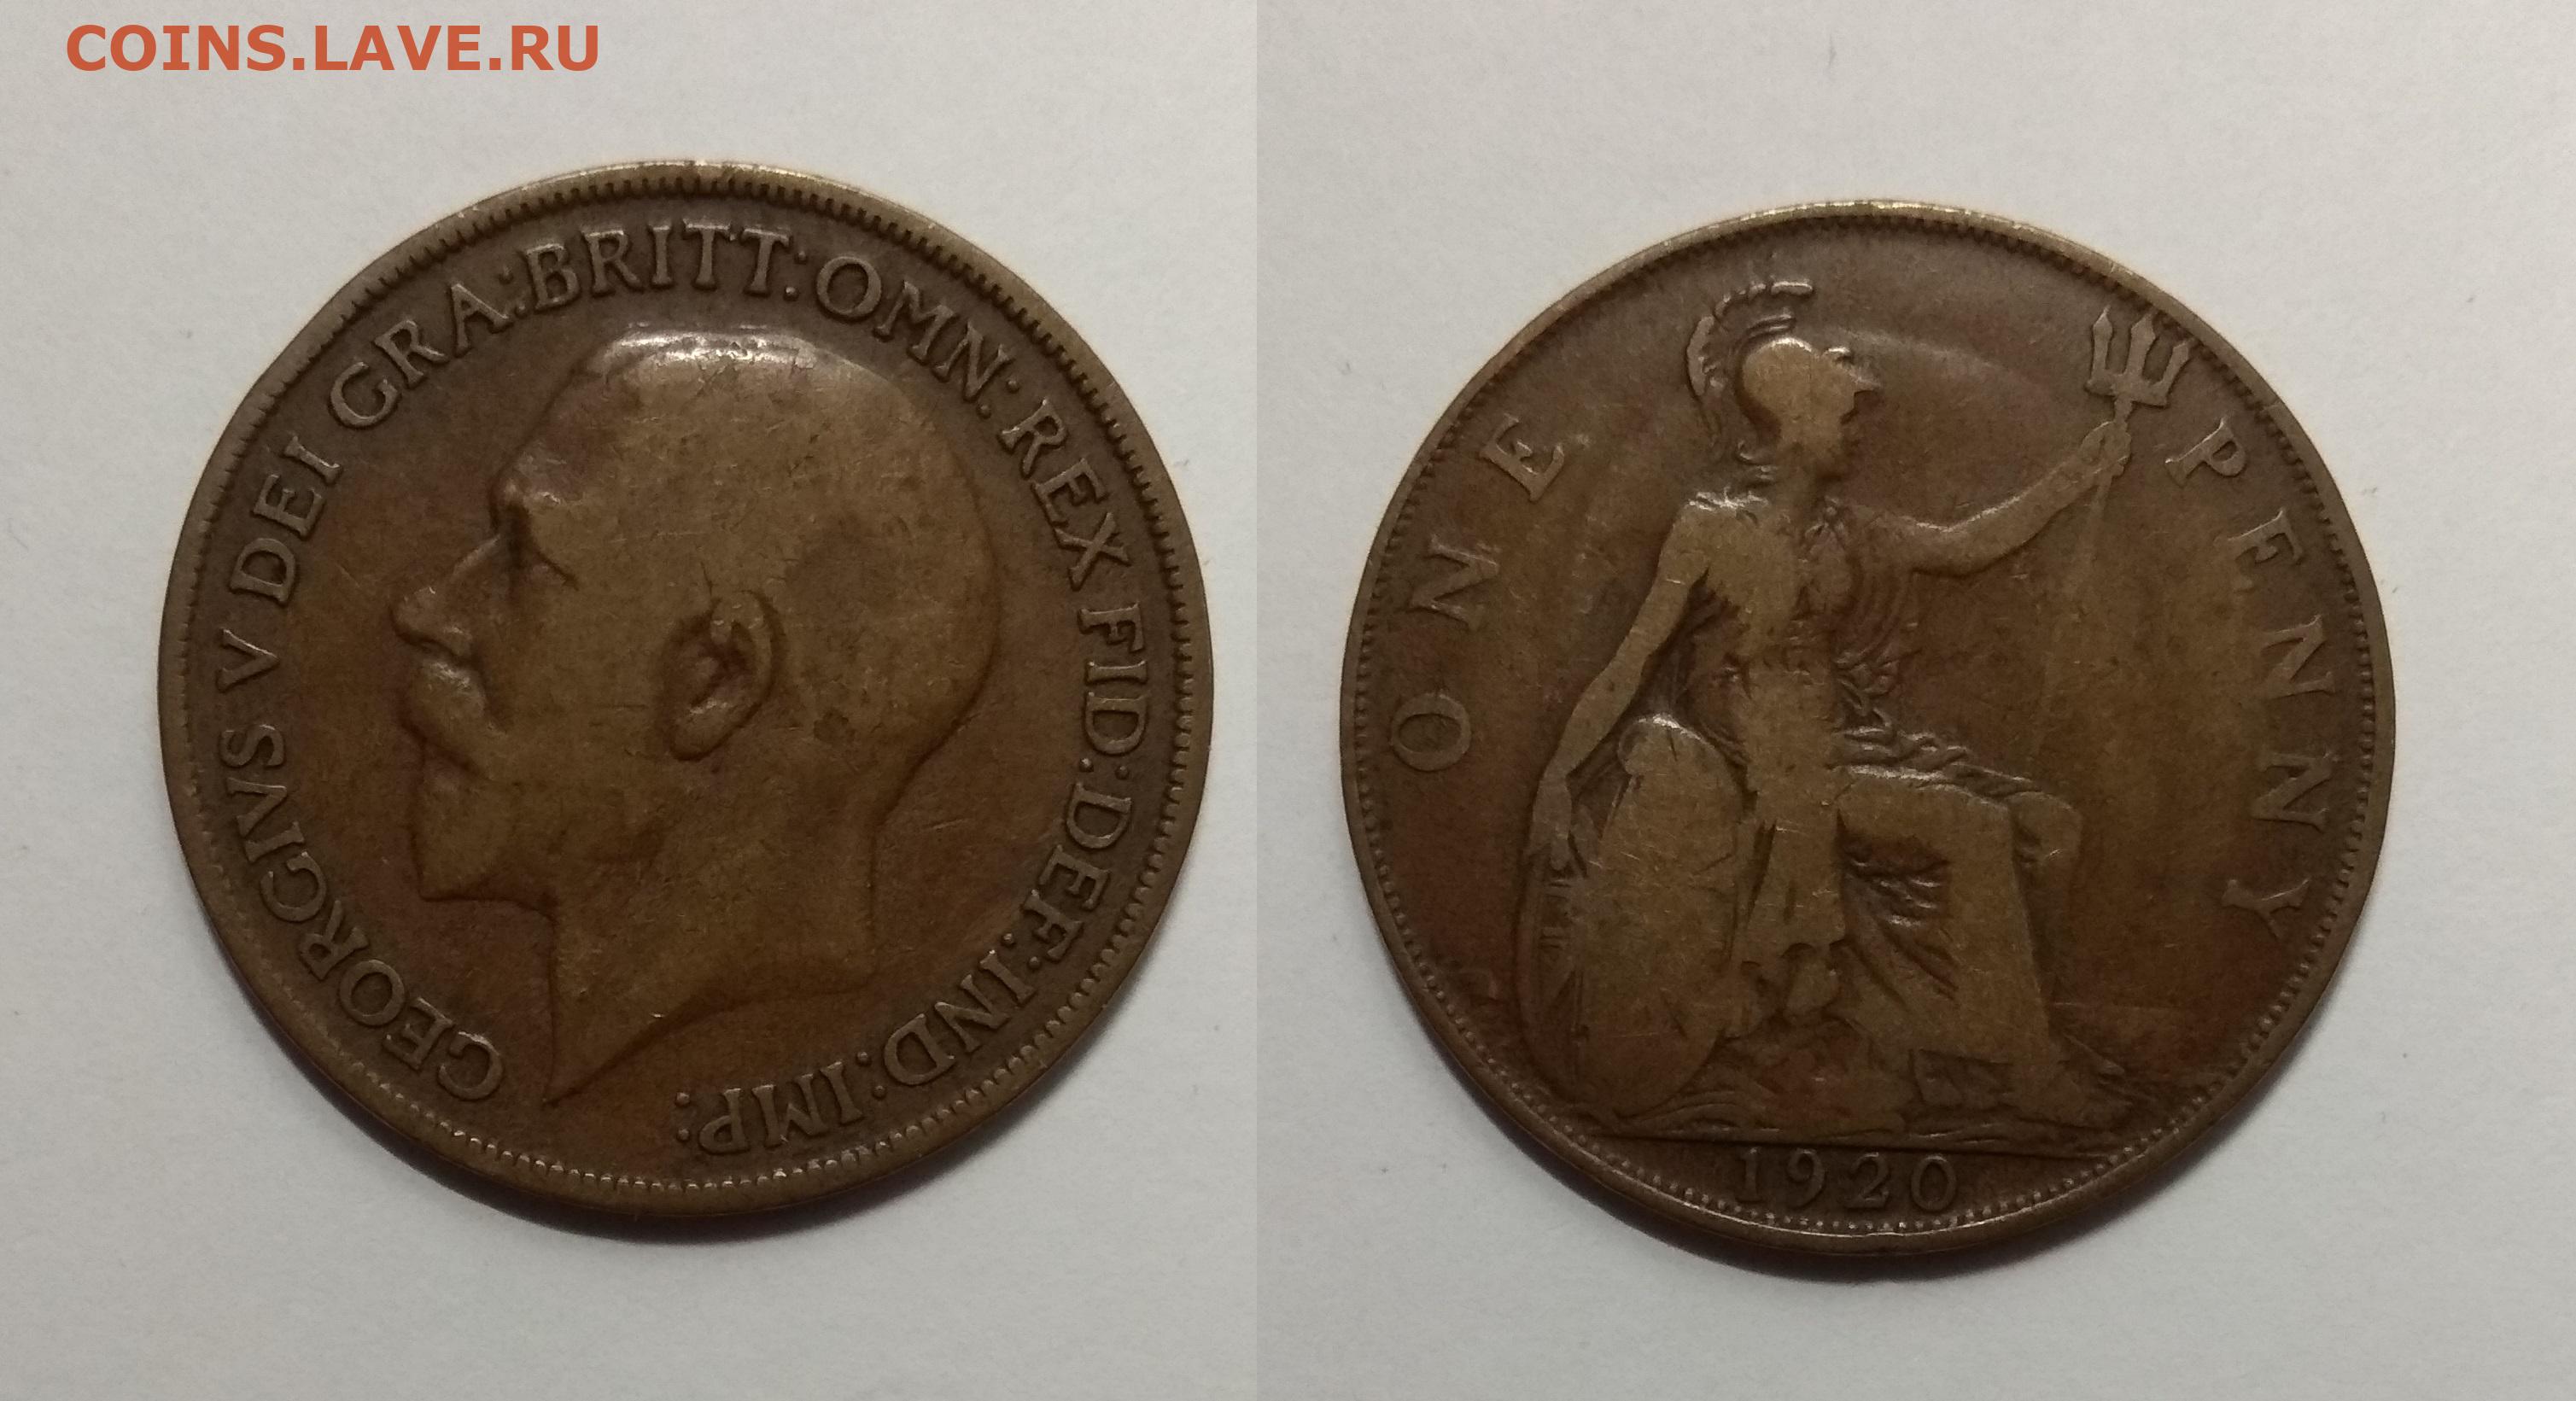 COINS.LAVE.RU
GEORGIVS V DEI GRA:BRITT:OMN:REX FID:DEF:IND:IMP:
ONE PENNY
1920